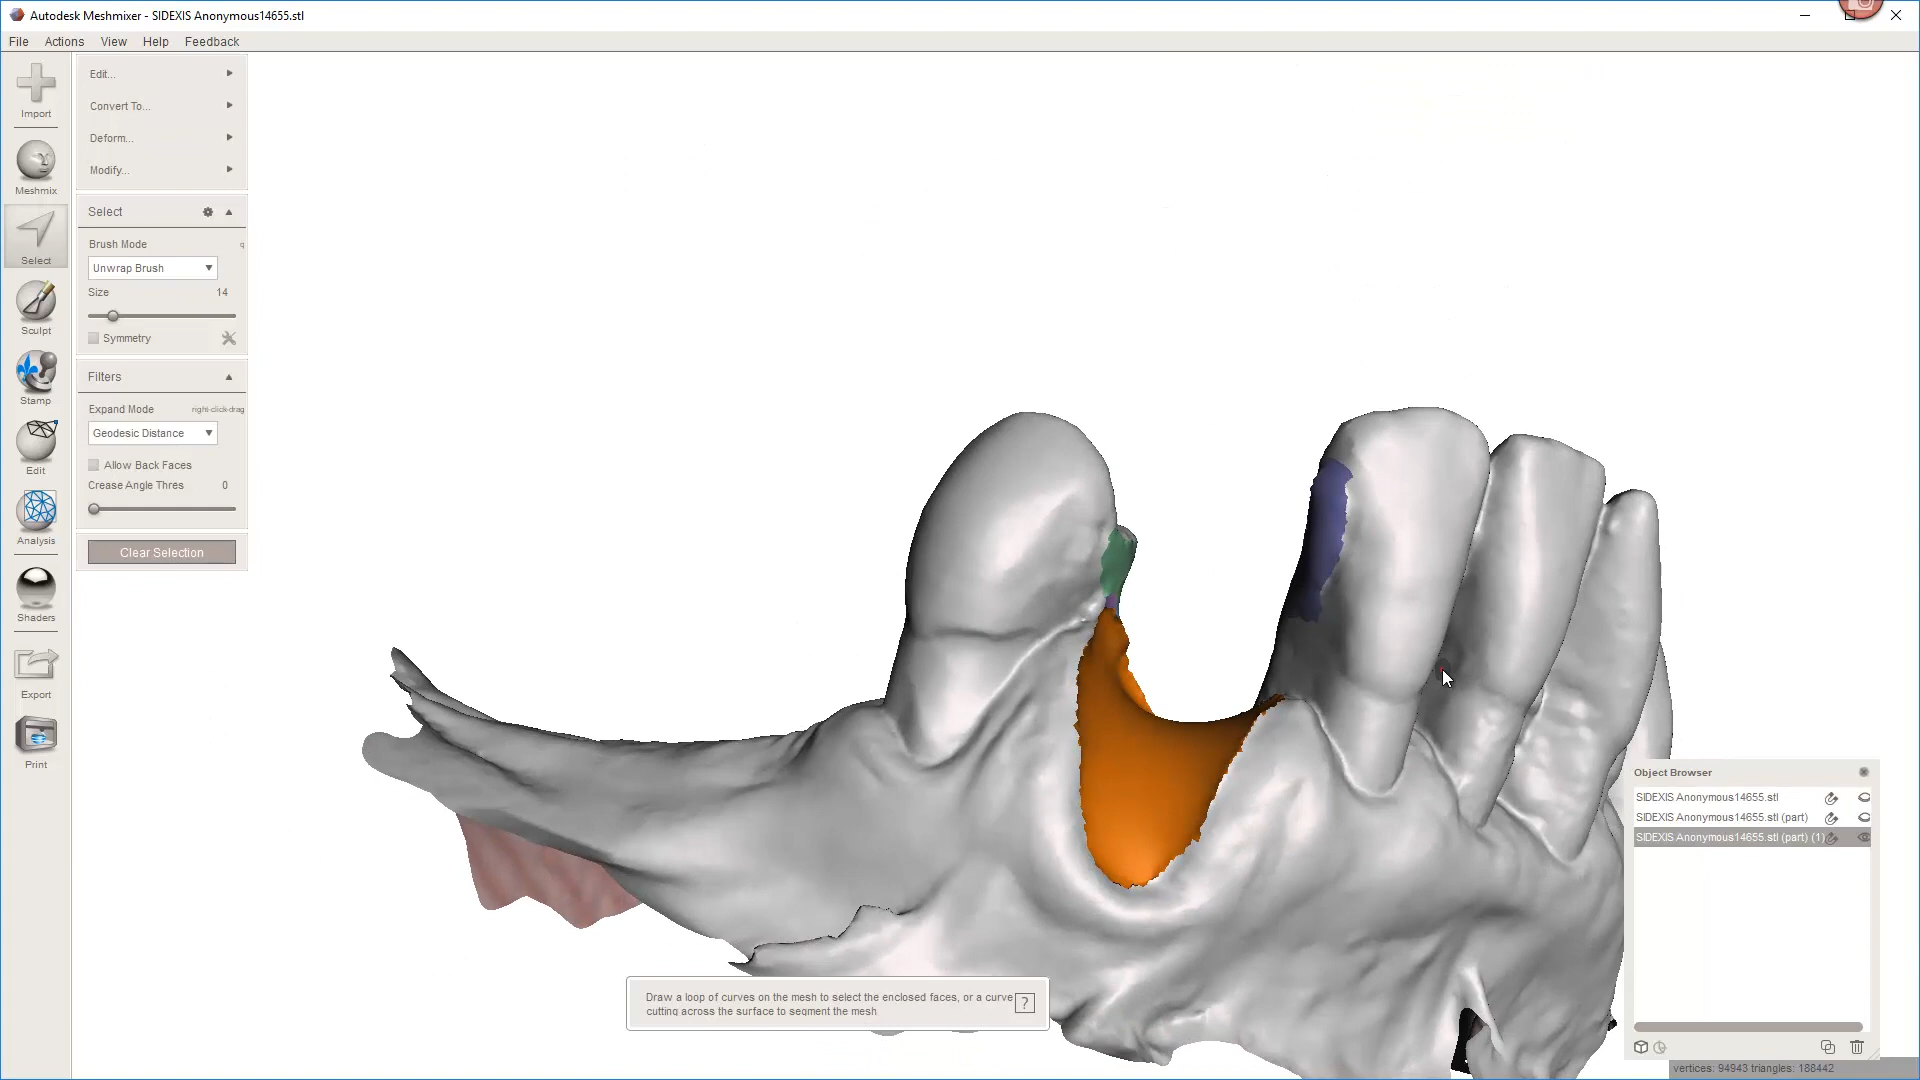 Autodesk Meshmixer - SIDEXIS Anonymous14655.stl
File Actions View Help Feedback
Import
Meshmix
Select
Sculpt
Stamp
Edit
Analysis
Shaders
Export
Print
Edit...
Convert To...
Deform...
Modify...
Select
Brush Mode q
Unwrap Brush
Size 14
Symmetry
Filters
Expand Mode right-click-drag
Geodesic Distance
Allow Back Faces
Crease Angle Thres 0
Clear Selection
Draw a loop of curves on the mesh to select the enclosed faces, or a curve
cutting across the surface to segment the mesh
?
Object Browser
SIDEXIS Anonymous14655.stl
SIDEXIS Anonymous14655.stl (part)
SIDEXIS Anonymous14655.stl (part) (1)
vertices: 94943 triangles: 188442